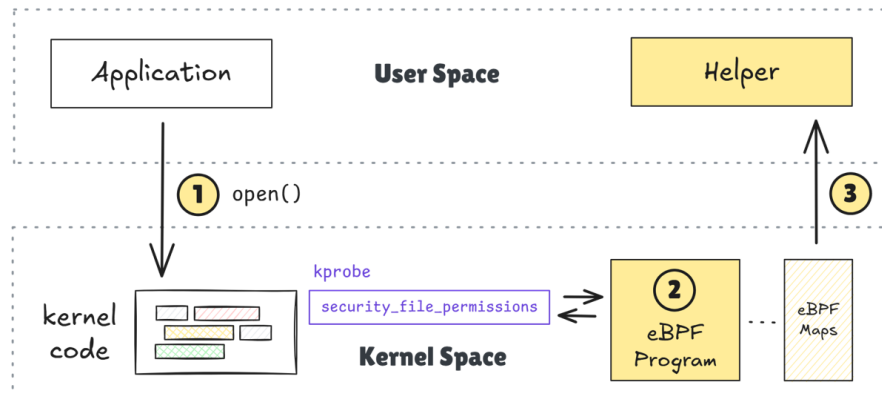 Application
User Space
Helper
1
open()
3
kprobe
security_file_permissions
kernel
code
Kernel Space
2
eBPF
Program
eBPF
Maps